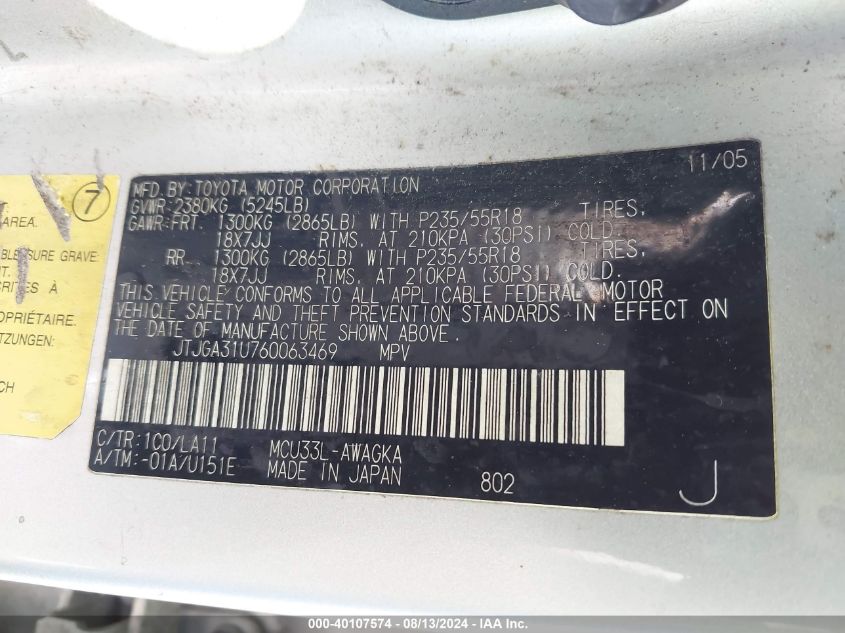 11/05
MFD. BY: TOYOTA MOTOR CORPORATION
GVWR: 2380KG (5245LB)
GAWR: FRT. 1300KG (2865LB) WITH P235/55R18 TIRES,
18X7JJ RIMS, AT 210KPA (30PSI) COLD.
RR. 1300KG (2865LB) WITH P235/55R18 TIRES,
18X7JJ RIMS, AT 210KPA (30PSI) COLD.
THIS VEHICLE CONFORMS TO ALL APPLICABLE FEDERAL MOTOR
VEHICLE SAFETY AND THEFT PREVENTION STANDARDS IN EFFECT ON
THE DATE OF MANUFACTURE SHOWN ABOVE.
JTJGA31U760063469 MPV
C/TR: 1C0/LA11 MCU33L-AWAGKA
A/TM: -01A/U151E MADE IN JAPAN 802 J
7
AREA.
SURE GRAVE
À
TZUNGEN
CH
000-40107574 - 08/13/2024 - IAA Inc.